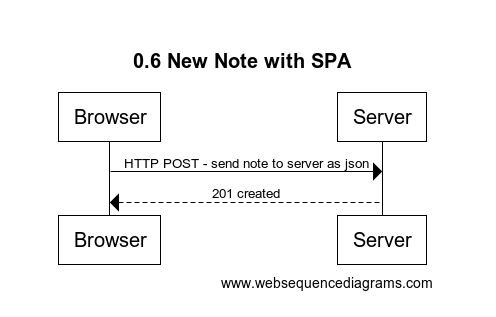 0.6 New Note with SPA
Browser
Server
HTTP POST - send note to server as json
201 created
Browser
Server
www.websequencediagrams.com